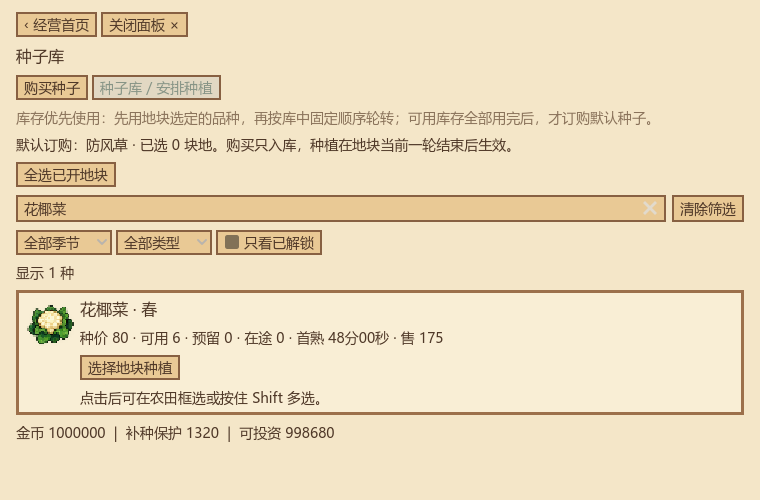 ‹ 经营首页 关闭面板 ×
种子库
购买种子 种子库 / 安排种植
库存优先使用：先用地块选定的品种，再按库中固定顺序轮转；可用库存全部用完后，才订购默认种子。
默认订购：防风草 · 已选 0 块地。购买只入库，种植在地块当前一轮结束后生效。
全选已开地块
花椰菜 清除筛选
全部季节 全部类型 只看已解锁
显示 1 种
花椰菜 · 春
种价 80 · 可用 6 · 预留 0 · 在途 0 · 首熟 48分00秒 · 售 175
选择地块种植
点击后可在农田框选或按住 Shift 多选。
金币 1000000 | 补种保护 1320 | 可投资 998680